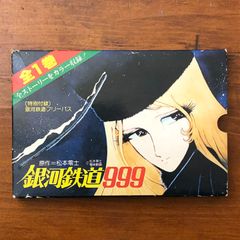 全1巻
全ストーリーをカラー収録!
(特別付録)
銀河鉄道フリーパス
原作=松本零士
銀河鉄道999